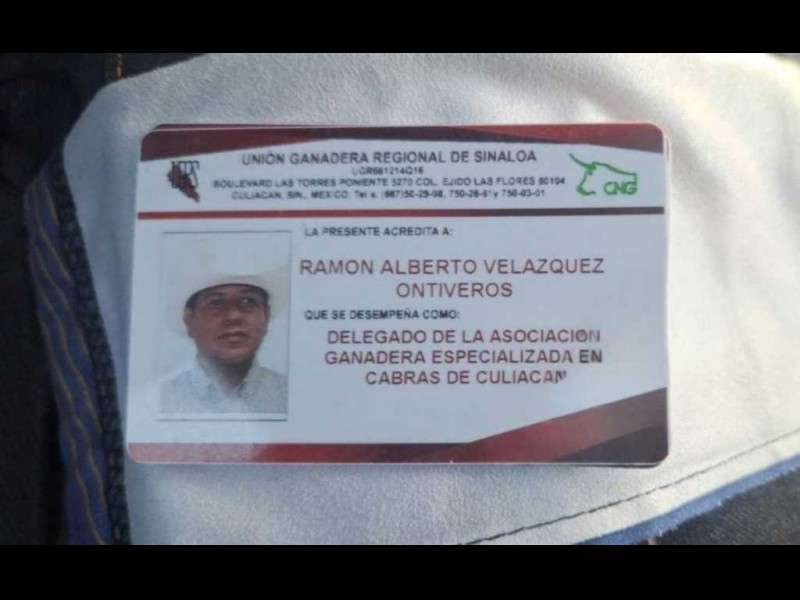 UNIÓN GANADERA REGIONAL DE SINALOA
UGR661214Q16
BOULEVARD LAS TORRES PONIENTE 5270 COL. EJIDO LAS FLORES 80104
CULIACAN, SIN., MEXICO. Tel s. (667)50-29-98, 750-26-81 y 750-03-01
CNG
LA PRESENTE ACREDITA A:
RAMON ALBERTO VELAZQUEZ
ONTIVEROS
QUE SE DESEMPEÑA COMO:
DELEGADO DE LA ASOCIACION
GANADERA ESPECIALIZADA EN
CABRAS DE CULIACAN